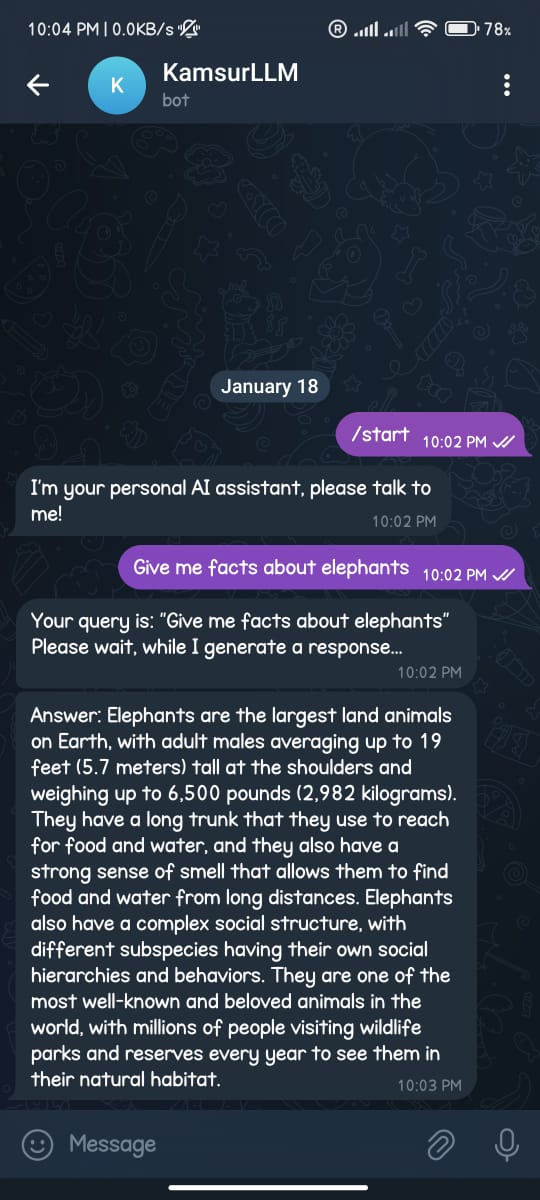 10:04 PM | 0.0KB/s
R
78%
K
KamsurLLM
bot
January 18
/start 10:02 PM
I'm your personal AI assistant, please talk to
me!
10:02 PM
Give me facts about elephants 10:02 PM
Your query is: "Give me facts about elephants"
Please wait, while I generate a response...
10:02 PM
Answer: Elephants are the largest land animals
on Earth, with adult males averaging up to 19
feet (5.7 meters) tall at the shoulders and
weighing up to 6,500 pounds (2,982 kilograms).
They have a long trunk that they use to reach
for food and water, and they also have a
strong sense of smell that allows them to find
food and water from long distances. Elephants
also have a complex social structure, with
different subspecies having their own social
hierarchies and behaviors. They are one of the
most well-known and beloved animals in the
world, with millions of people visiting wildlife
parks and reserves every year to see them in
their natural habitat.
10:03 PM
Message